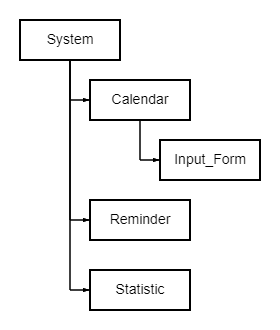 System
Calendar
Input_Form
Reminder
Statistic